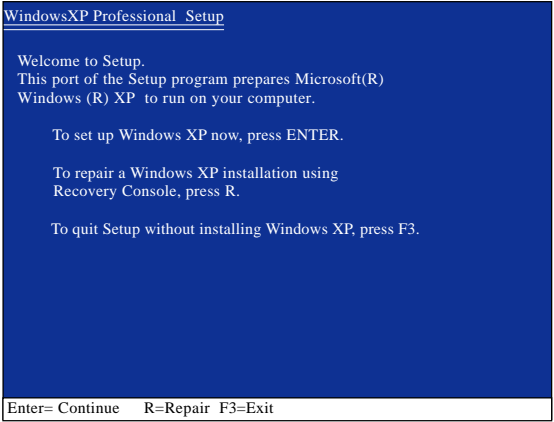 WindowsXP Professional Setup
Welcome to Setup.
This port of the Setup program prepares Microsoft(R)
Windows (R) XP to run on your computer.
To set up Windows XP now, press ENTER.
To repair a Windows XP installation using
Recovery Console, press R.
To quit Setup without installing Windows XP, press F3.
Enter= Continue R=Repair F3=Exit